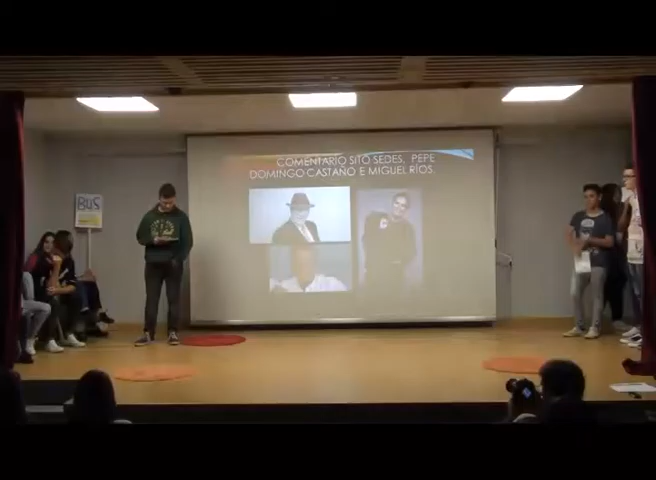 COMENTARIO SITO SEDES, PEPE
DOMINGO CASTAÑO E MIGUEL RÍOS.
BUS